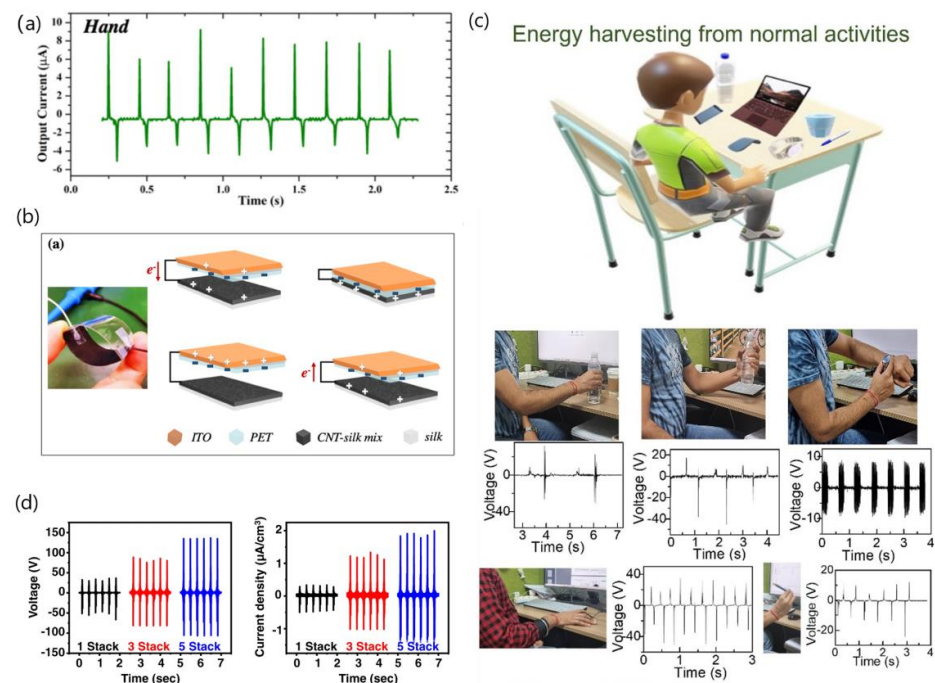 (a)
Hand
Output Current (μA)
10
8
6
4
2
0
-2
-4
-6
0.0 0.5 1.0 1.5 2.0 2.5
Time (s)
(b)
(a)
e-
e-
ITO PET CNT-silk mix silk
(c)
Energy harvesting from normal activities
Voltage (V)
0
-40
3 4 5 6 7
Time (s)
Voltage (V)
20
0
-20
-40
0 1 2 3 4
Time (s)
Voltage (V)
10
0
-10
0 1 2 3 4
Time (s)
Voltage (V)
40
0
-40
0 1 2 3
Time (s)
Voltage (V)
20
0
-20
0 1 2 3 4
Time (s)
(d)
Voltage (V)
150
100
50
0
-50
-100
-150
1 Stack 3 Stack 5 Stack
0 1 2 3 4 5 6 7
Time (sec)
Current density (μA/cm³)
2
1
0
-1
1 Stack 3 Stack 5 Stack
0 1 2 3 4 5 6 7
Time (sec)